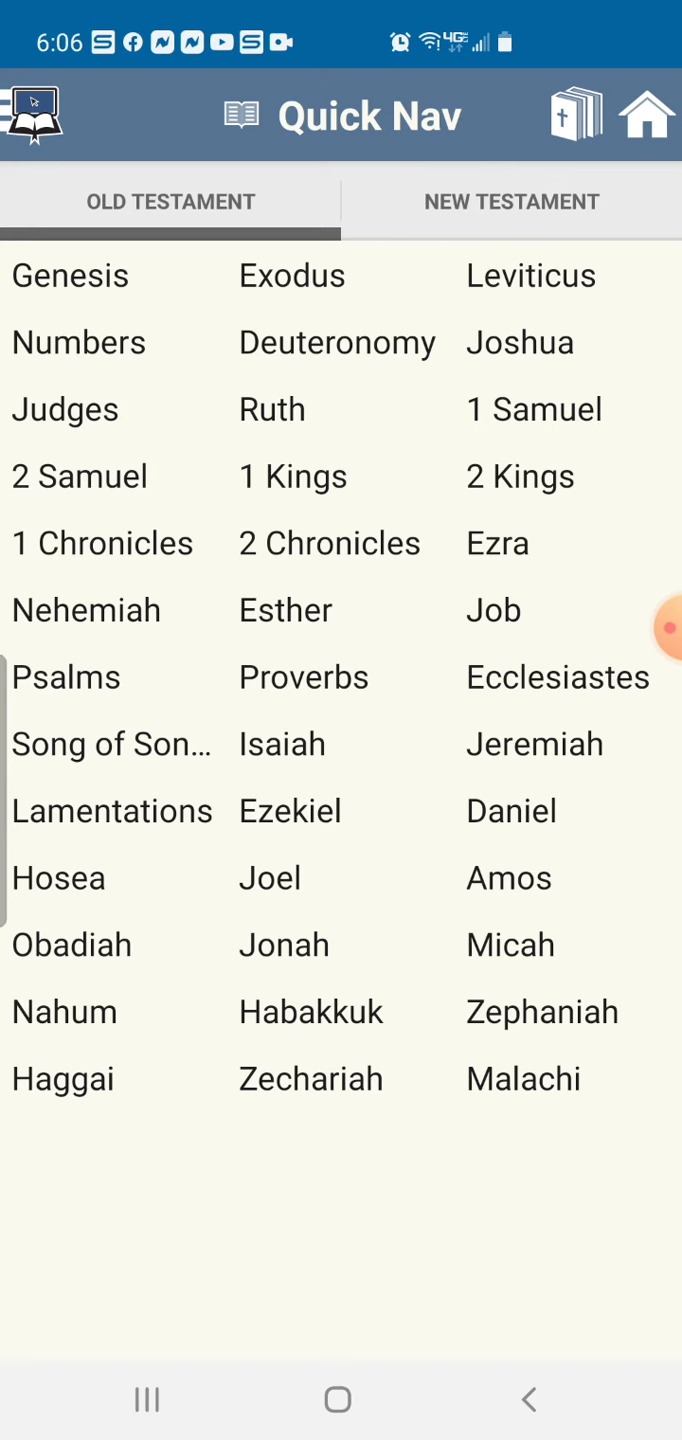 6:06
4GE
Quick Nav
OLD TESTAMENT NEW TESTAMENT
Genesis Exodus Leviticus
Numbers Deuteronomy Joshua
Judges Ruth 1 Samuel
2 Samuel 1 Kings 2 Kings
1 Chronicles 2 Chronicles Ezra
Nehemiah Esther Job
Psalms Proverbs Ecclesiastes
Song of Son... Isaiah Jeremiah
Lamentations Ezekiel Daniel
Hosea Joel Amos
Obadiah Jonah Micah
Nahum Habakkuk Zephaniah
Haggai Zechariah Malachi